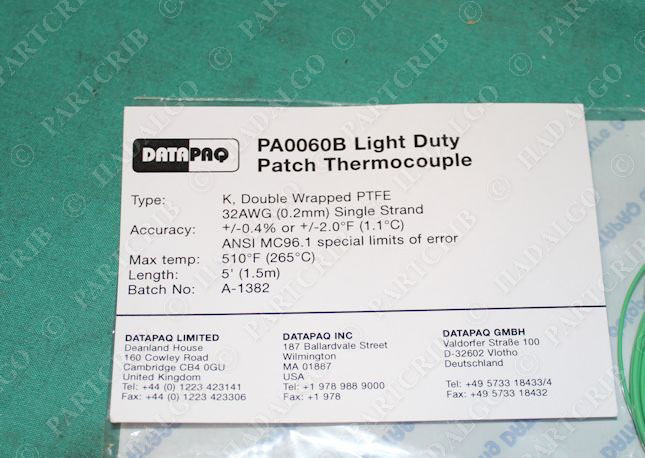 DATAPAQ
PA0060B Light Duty
Patch Thermocouple
Type: K, Double Wrapped PTFE
32AWG (0.2mm) Single Strand
Accuracy: +/-0.4% or +/-2.0°F (1.1°C)
ANSI MC96.1 special limits of error
Max temp: 510°F (265°C)
Length: 5' (1.5m)
Batch No: A-1382
DATAPAQ LIMITED
Deanland House
160 Cowley Road
Cambridge CB4 0GU
United Kingdom
Tel: +44 (0) 1223 423141
Fax: +44 (0) 1223 423306
DATAPAQ INC
187 Ballardvale Street
Wilmington
MA 01887
USA
Tel: +1 978 988 9000
Fax: +1 978
DATAPAQ GMBH
Valdorfer Straße 100
D-32602 Vlotho
Deutschland
Tel: +49 5733 18433/4
Fax: +49 5733 18432
© HADALGO
© PARTCRIB